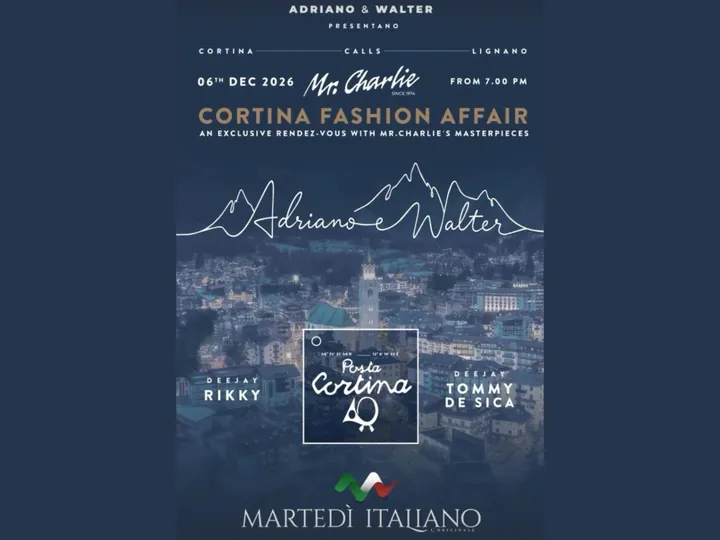 ADRIANO & WALTER
PRESENTANO
CORTINA CALLS LIGNANO
06TH DEC 2026 Mr. Charlie FROM 7.00 PM
SINCE 1974
CORTINA FASHION AFFAIR
AN EXCLUSIVE RENDEZ-VOUS WITH MR.CHARLIE'S MASTERPIECES
Adriano e Walter
Posta
Cortina
DEEJAY
RIKKY
DEEJAY
TOMMY
DE SICA
MARTEDÌ ITALIANO
L'ORIGINALE